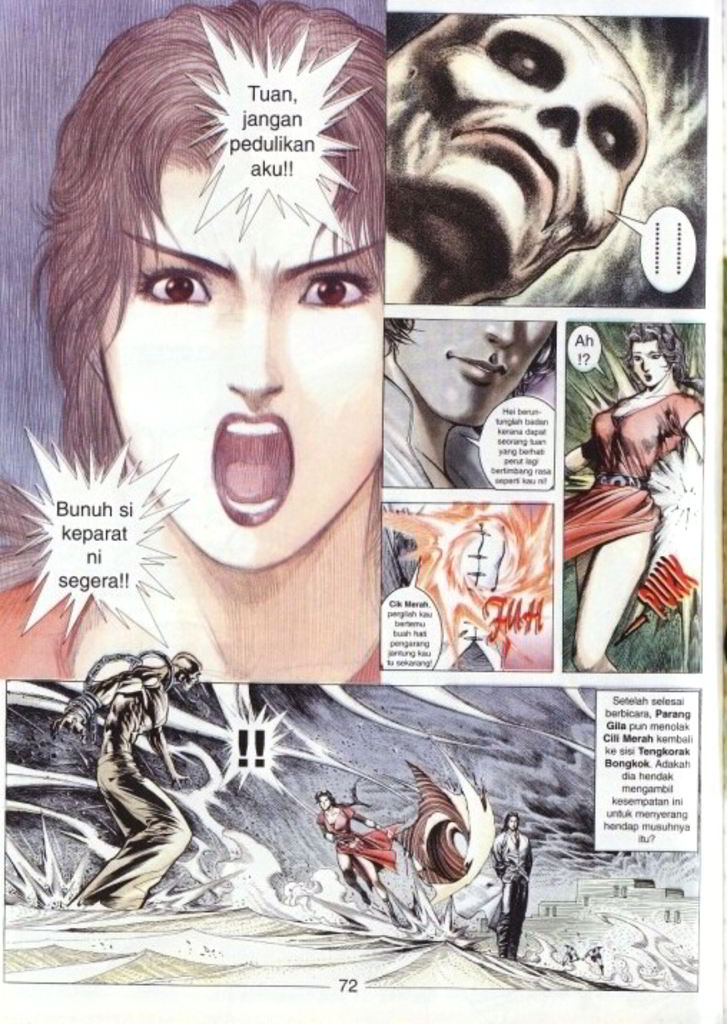 Tuan,
jangan
pedulikan
aku!!
Bunuh si
keparat
ni
segera!!
Hei berun-
tunglah badan
kerana dapat
seorang tuan
yang berhati
perut lagi
bertimbang rasa
seperti kau ni!
Ah
!?
Cik Merah,
pergilah kau
bertemu
buah hati
pengarang
jantung kau
tu sekarang!
!!
Setelah selesai
berbicara, Parang
Gila pun menolak
Cili Merah kembali
ke sisi Tengkorak
Bongkok. Adakah
dia hendak
mengambil
kesempatan ini
untuk menyerang
hendap musuhnya
itu?
72